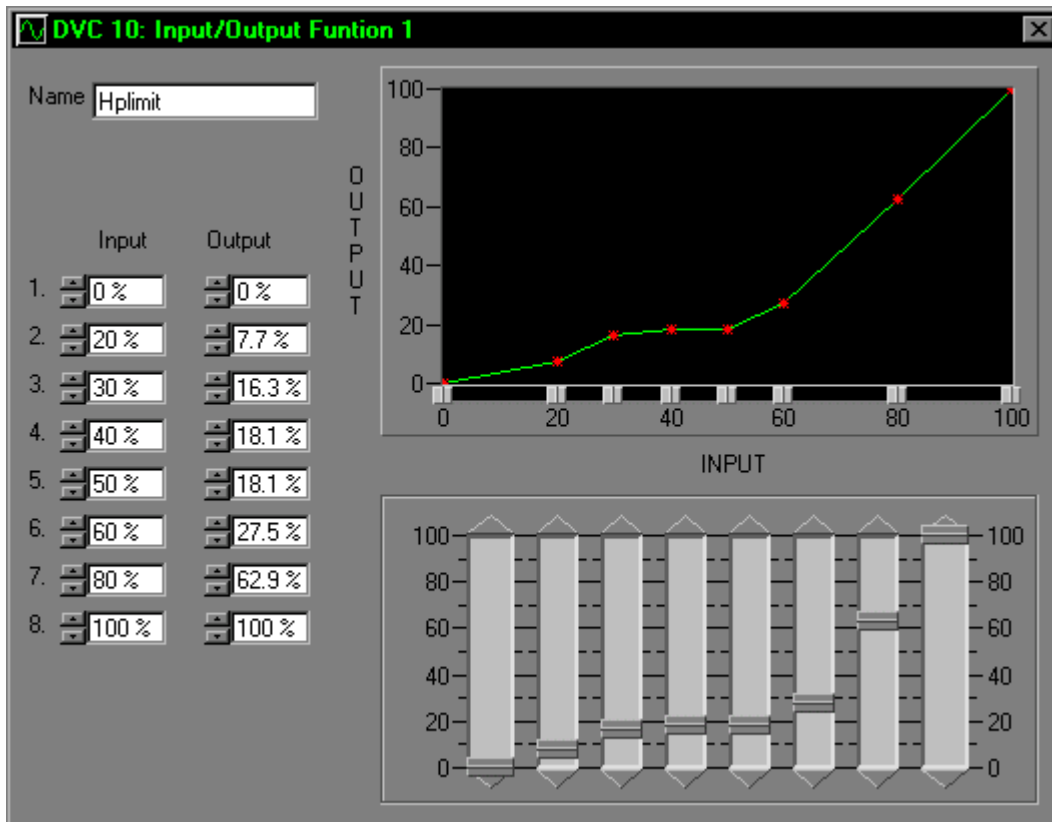 DVC 10: Input/Output Funtion 1
Name Hplimit
Input Output
1. 0 % 0 %
2. 20 % 7.7 %
3. 30 % 16.3 %
4. 40 % 18.1 %
5. 50 % 18.1 %
6. 60 % 27.5 %
7. 80 % 62.9 %
8. 100 % 100 %
OUTPUT
100
80
60
40
20
0
0 20 40 60 80 100
INPUT
100 100
80 80
60 60
40 40
20 20
0 0